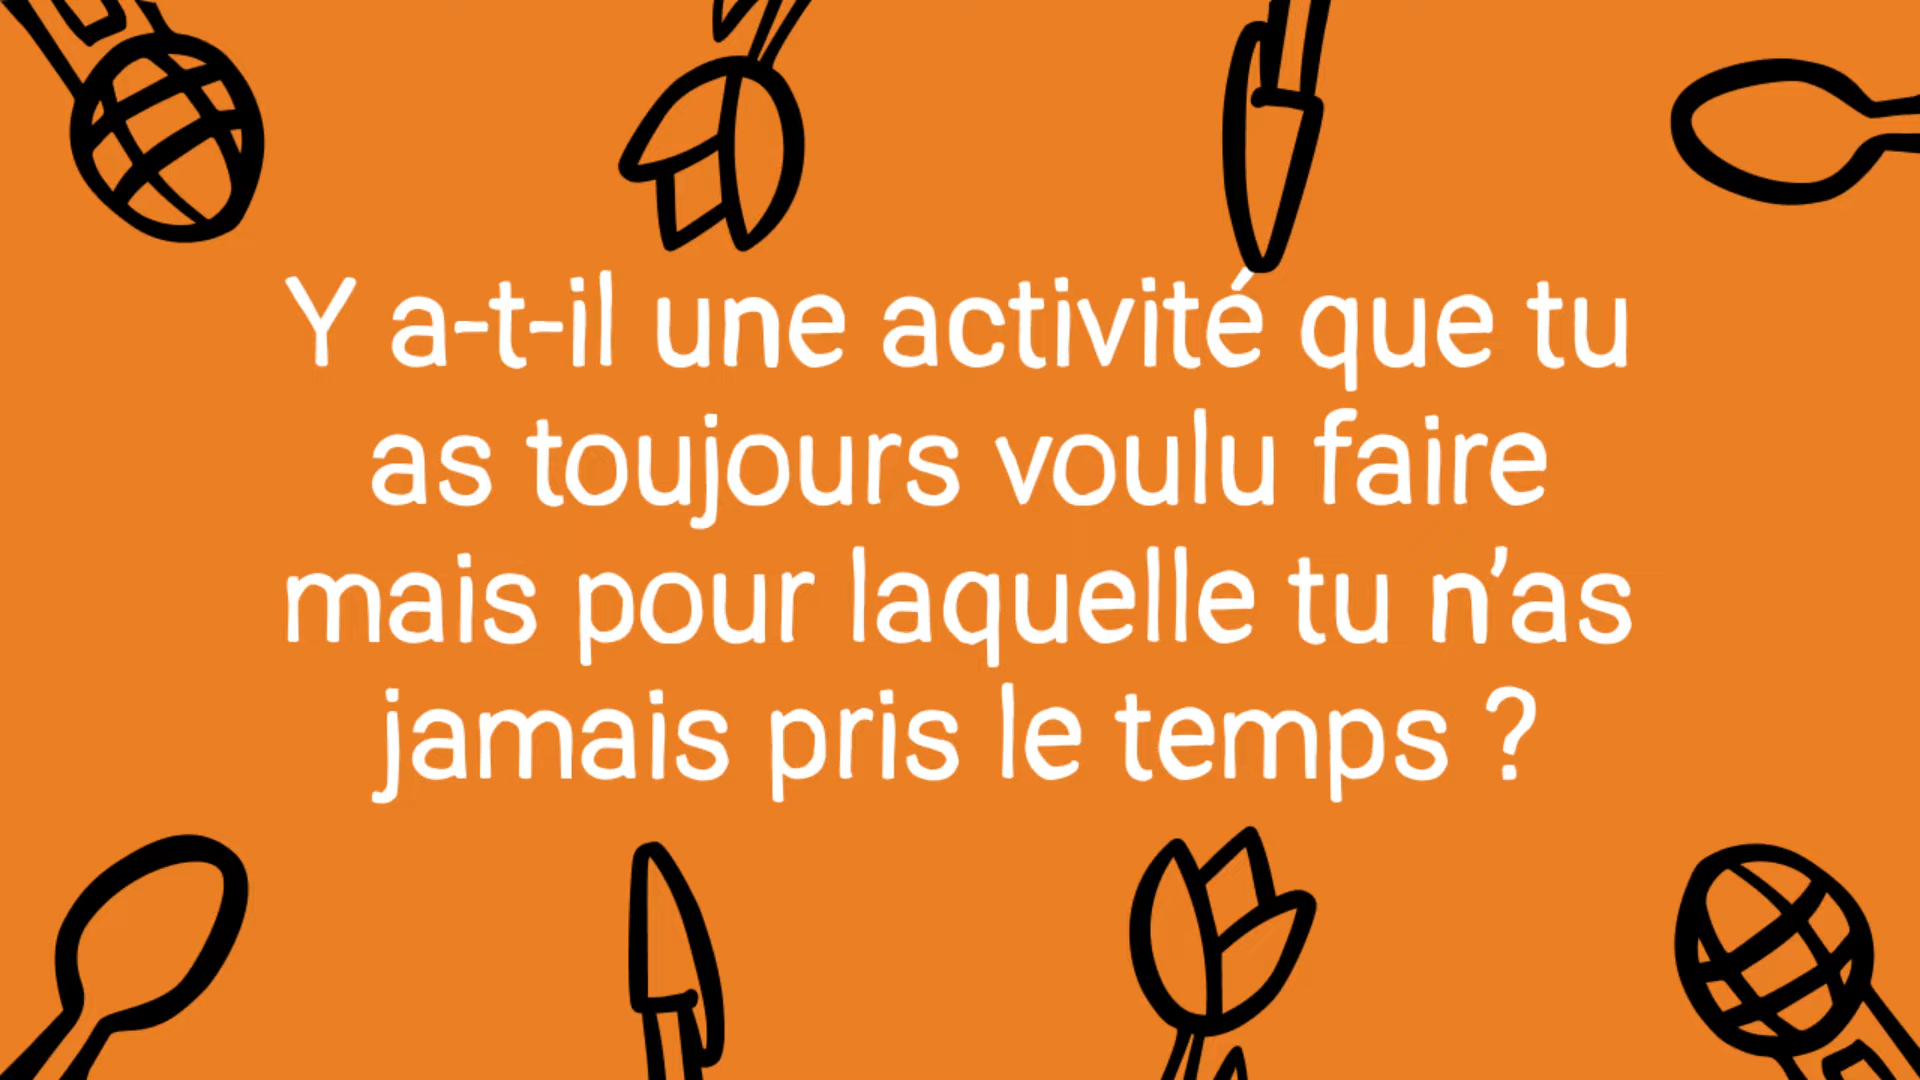 Y a-t-il une activité que tu
as toujours voulu faire
mais pour laquelle tu n’as
jamais pris le temps ?